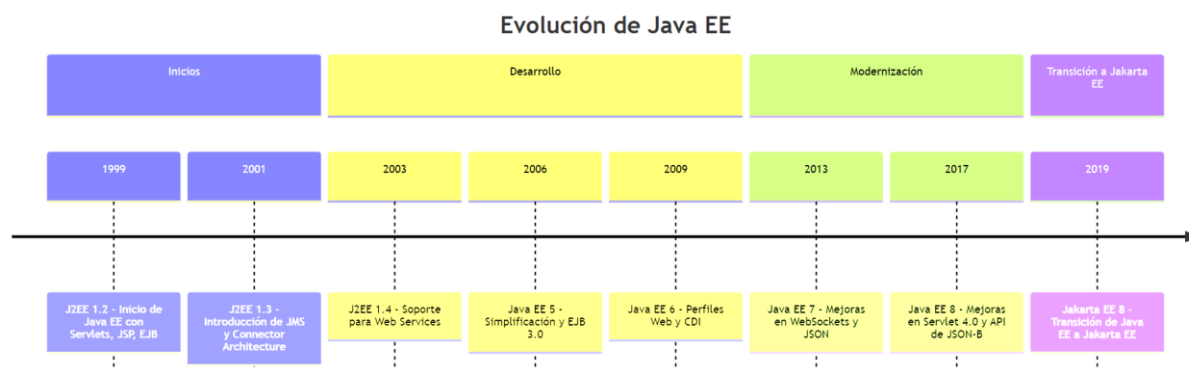 Evolución de Java EE
Inicios
Desarrollo
Modernización
Transición a Jakarta
EE
1999
2001
2003
2006
2009
2013
2017
2019
J2EE 1.2 - Inicio de
Java EE con
Servlets, JSP, EJB
J2EE 1.3 -
Introducción de JMS
y Connector
Architecture
J2EE 1.4 - Soporte
para Web Services
Java EE 5 -
Simplificación y EJB
3.0
Java EE 6 - Perfiles
Web y CDI
Java EE 7 - Mejoras
en WebSockets y
JSON
Java EE 8 - Mejoras
en Servlet 4.0 y API
de JSON-B
Jakarta EE 8 -
Transición de Java
EE a Jakarta EE